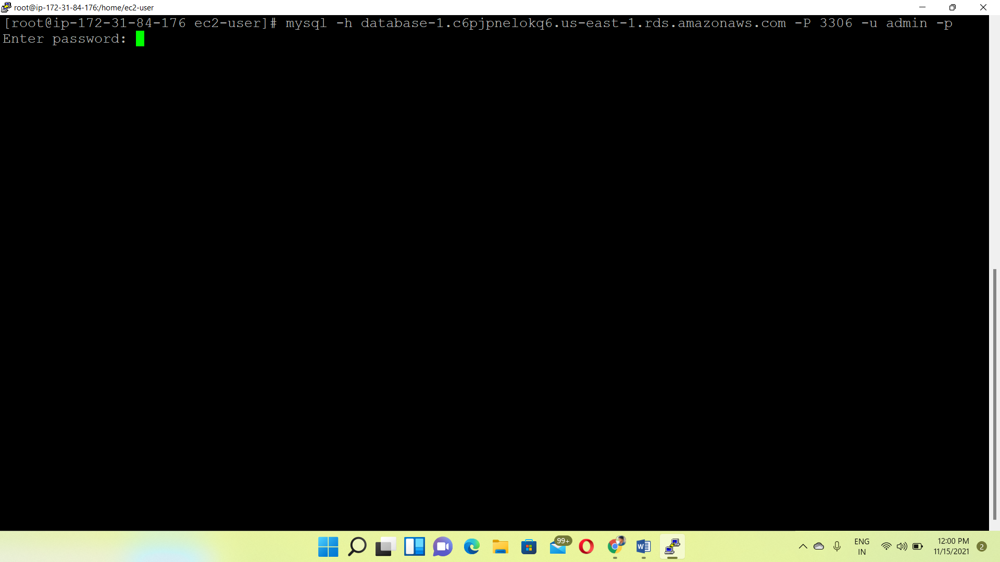 root@ip-172-31-84-176:/home/ec2-user
[root@ip-172-31-84-176 ec2-user]# mysql -h database-1.c6pjpnelokq6.us-east-1.rds.amazonaws.com -P 3306 -u admin -p
Enter password:
99+
W
ENG
IN
12:00 PM
11/15/2021
2